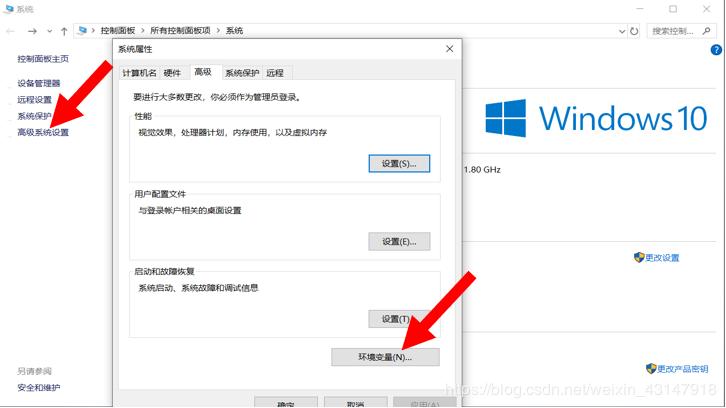 系统
控制面板 › 所有控制面板项 › 系统
搜索控制...
控制面板主页
设备管理器
远程设置
系统保护
高级系统设置
另请参阅
安全和维护
系统属性
计算机名 硬件 高级 系统保护 远程
要进行大多数更改，你必须作为管理员登录。
性能
视觉效果，处理器计划，内存使用，以及虚拟内存
设置(S)...
用户配置文件
与登录帐户相关的桌面设置
设置(E)...
启动和故障恢复
系统启动、系统故障和调试信息
设置(T)
环境变量(N)...
确定 取消 应用(A)
Windows 10
1.80 GHz
更改设置
更改产品密钥
https://blog.csdn.net/weixin_43147918